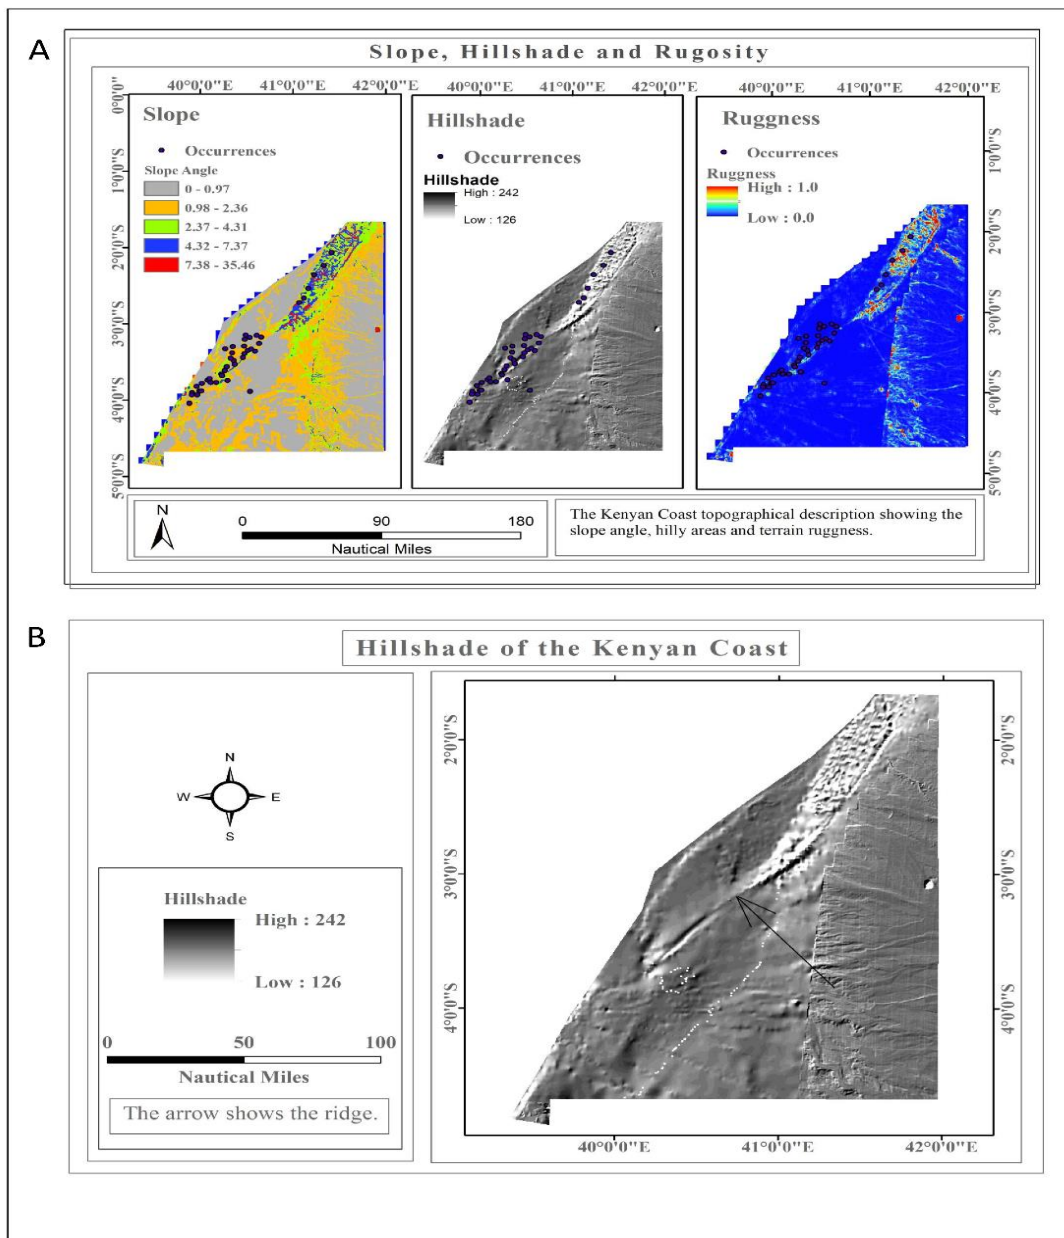 A
Slope, Hillshade and Rugosity
40°0'0"E 41°0'0"E 42°0'0"E
40°0'0"E 41°0'0"E 42°0'0"E
40°0'0"E 41°0'0"E 42°0'0"E
0°0'0"
1°0'0"S
2°0'0"S
3°0'0"S
4°0'0"S
5°0'0"S
Slope
Occurrences
Slope Angle
0 - 0.97
0.98 - 2.36
2.37 - 4.31
4.32 - 7.37
7.38 - 35.46
Hillshade
Occurrences
Hillshade
High : 242
Low : 126
Ruggness
Occurrences
Ruggness
High : 1.0
Low : 0.0
1°0'0"S
2°0'0"S
3°0'0"S
4°0'0"S
5°0'0"S
N
0 90 180
Nautical Miles
The Kenyan Coast topographical description showing the
slope angle, hilly areas and terrain ruggness.
B
Hillshade of the Kenyan Coast
N
W E
S
Hillshade
High : 242
Low : 126
0 50 100
Nautical Miles
The arrow shows the ridge.
2°0'0"S
3°0'0"S
4°0'0"S
2°0'0"S
3°0'0"S
4°0'0"S
40°0'0"E 41°0'0"E 42°0'0"E